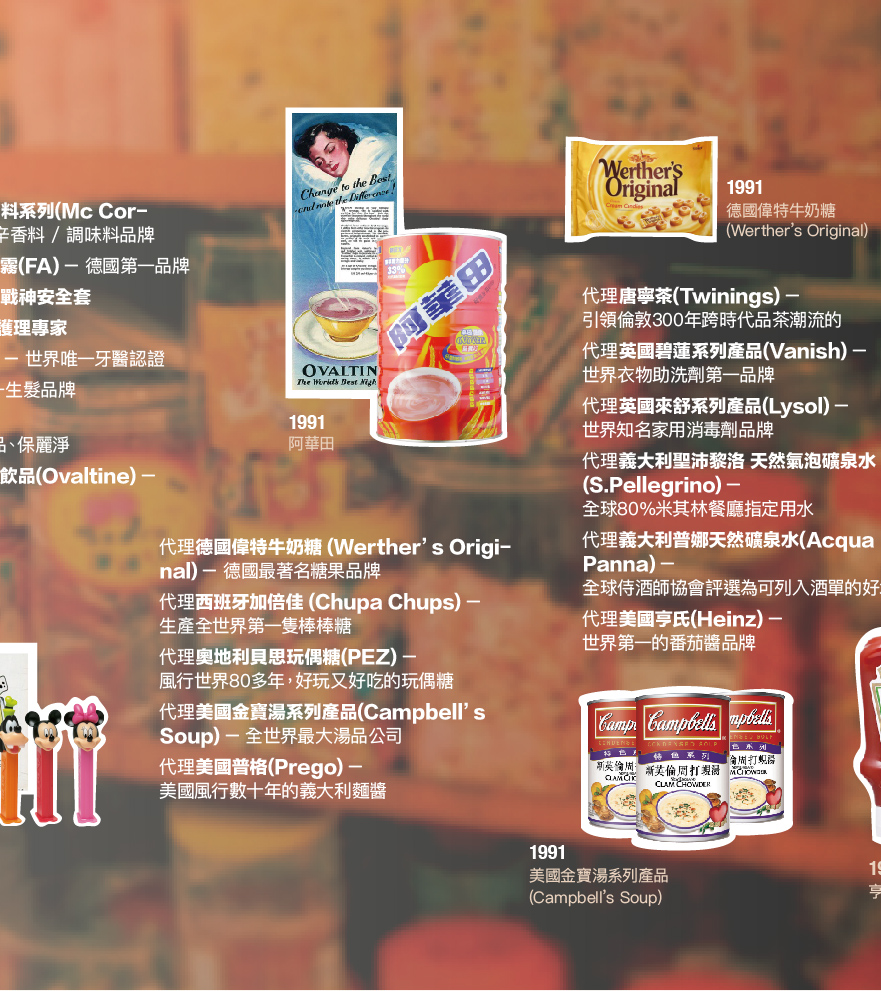 料系列(Mc Cor-
辛香料 / 調味料品牌
霧(FA) - 德國第一品牌
戰神安全套
護理專家
- 世界唯一牙醫認證
生髮品牌
品、保麗淨
飲品(Ovaltine) -
Change to the Best
and note the Difference!
OVALTIN
The World's Best Nigh
33%
阿華田
1991
阿華田
Werther's
Original
Cream Candies
1991
德國偉特牛奶糖
(Werther's Original)
代理德國偉特牛奶糖 (Werther's Origi-
nal) - 德國最著名糖果品牌
代理西班牙加倍佳 (Chupa Chups) -
生產全世界第一隻棒棒糖
代理奧地利貝思玩偶糖(PEZ) -
風行世界80多年，好玩又好吃的玩偶糖
代理美國金寶湯系列產品(Campbell's
Soup) - 全世界最大湯品公司
代理美國普格(Prego) -
美國風行數十年的義大利麵醬
代理唐寧茶(Twinings) -
引領倫敦300年跨時代品茶潮流的
代理英國碧蓮系列產品(Vanish) -
世界衣物助洗劑第一品牌
代理英國來舒系列產品(Lysol) -
世界知名家用消毒劑品牌
代理義大利聖沛黎洛 天然氣泡礦泉水
(S.Pellegrino) -
全球80%米其林餐廳指定用水
代理義大利普娜天然礦泉水(Acqua
Panna) -
全球侍酒師協會評選為可列入酒單的好
代理美國亨氏(Heinz) -
世界第一的番茄醬品牌
Campbell's
CONDENSED SOUP
特色系列
新英倫周打蜆湯
NEW ENGLAND
CLAM CHOWDER
1991
美國金寶湯系列產品
(Campbell's Soup)
19
亨